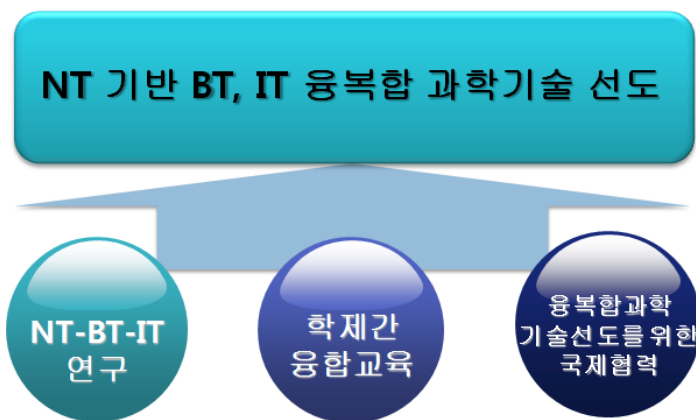 NT 기반 BT, IT 융복합 과학기술 선도
NT-BT-IT
연구
학제간
융합교육
융복합과학
기술선도를위한
국제협력